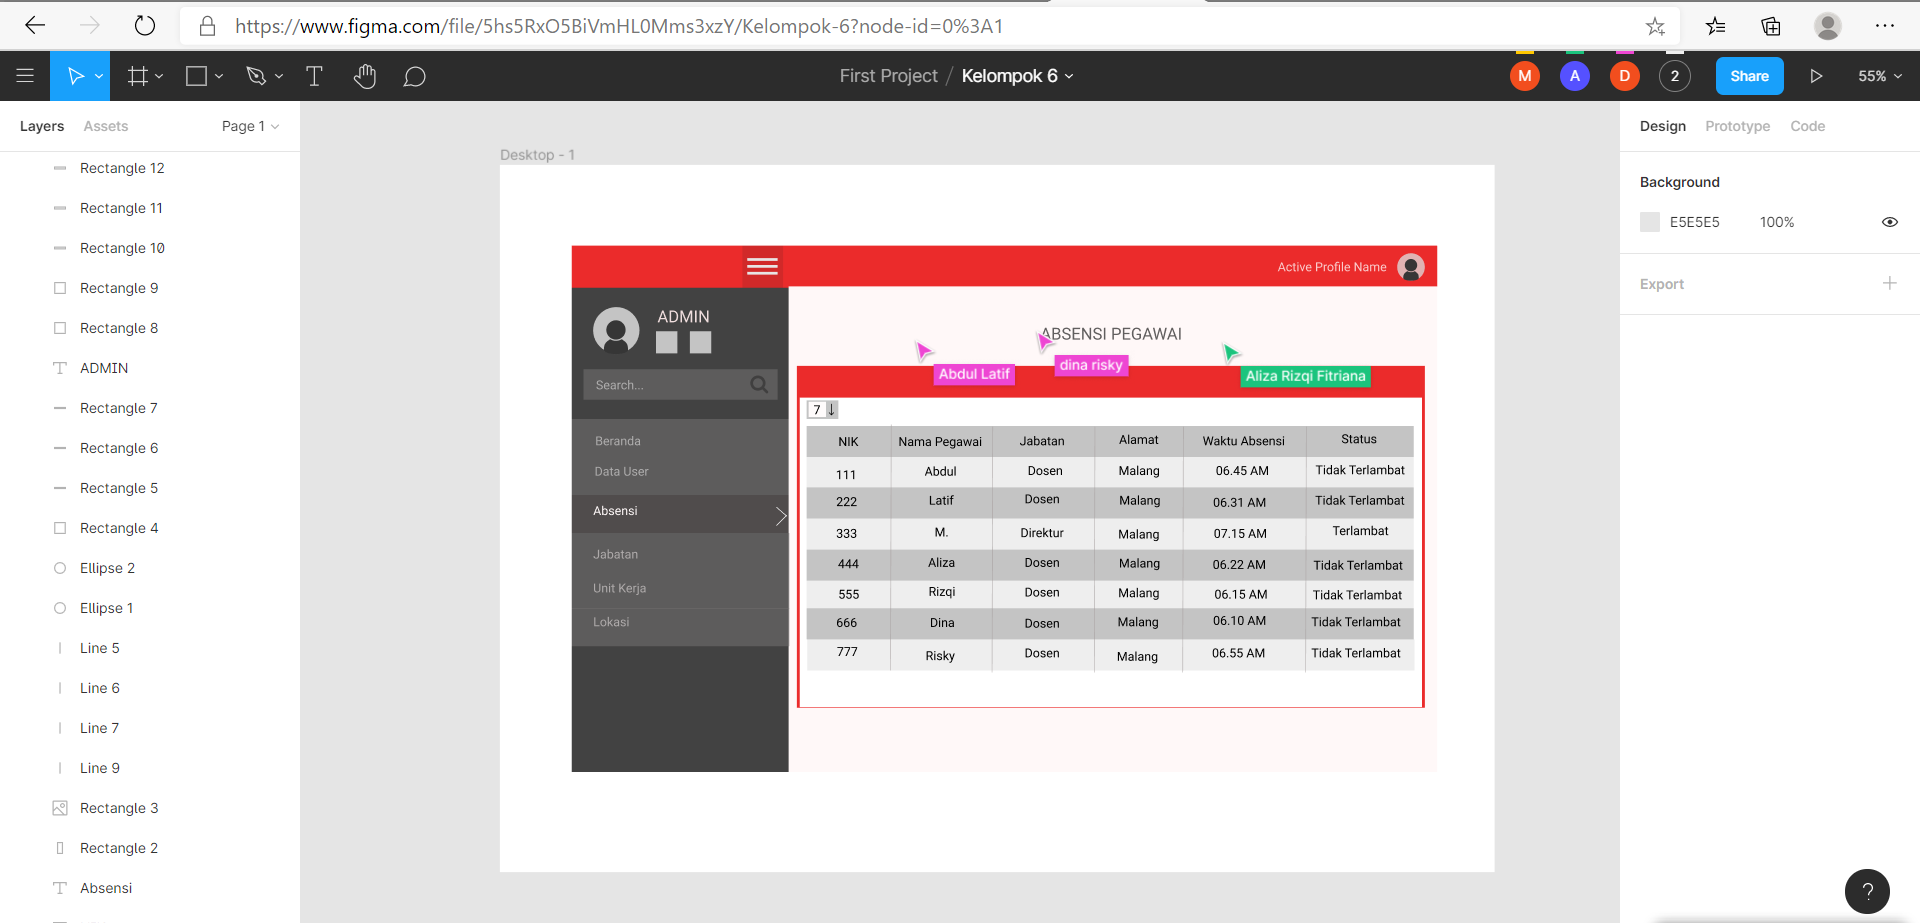 https://www.figma.com/file/5hs5RxO5BiVmHL0Mms3xzY/Kelompok-6?node-id=0%3A1
First Project / Kelompok 6
M A D 2 Share 55%
Layers Assets Page 1
Rectangle 12
Rectangle 11
Rectangle 10
Rectangle 9
Rectangle 8
ADMIN
Rectangle 7
Rectangle 6
Rectangle 5
Rectangle 4
Ellipse 2
Ellipse 1
Line 5
Line 6
Line 7
Line 9
Rectangle 3
Rectangle 2
Absensi
Desktop - 1
Active Profile Name
ADMIN
Search...
Beranda
Data User
Absensi
Jabatan
Unit Kerja
Lokasi
ABSENSI PEGAWAI
Abdul Latif
dina risky
Aliza Rizqi Fitriana
7
NIK Nama Pegawai Jabatan Alamat Waktu Absensi Status
111 Abdul Dosen Malang 06.45 AM Tidak Terlambat
222 Latif Dosen Malang 06.31 AM Tidak Terlambat
333 M. Direktur Malang 07.15 AM Terlambat
444 Aliza Dosen Malang 06.22 AM Tidak Terlambat
555 Rizqi Dosen Malang 06.15 AM Tidak Terlambat
666 Dina Dosen Malang 06.10 AM Tidak Terlambat
777 Risky Dosen Malang 06.55 AM Tidak Terlambat
Design Prototype Code
Background
E5E5E5 100%
Export
?